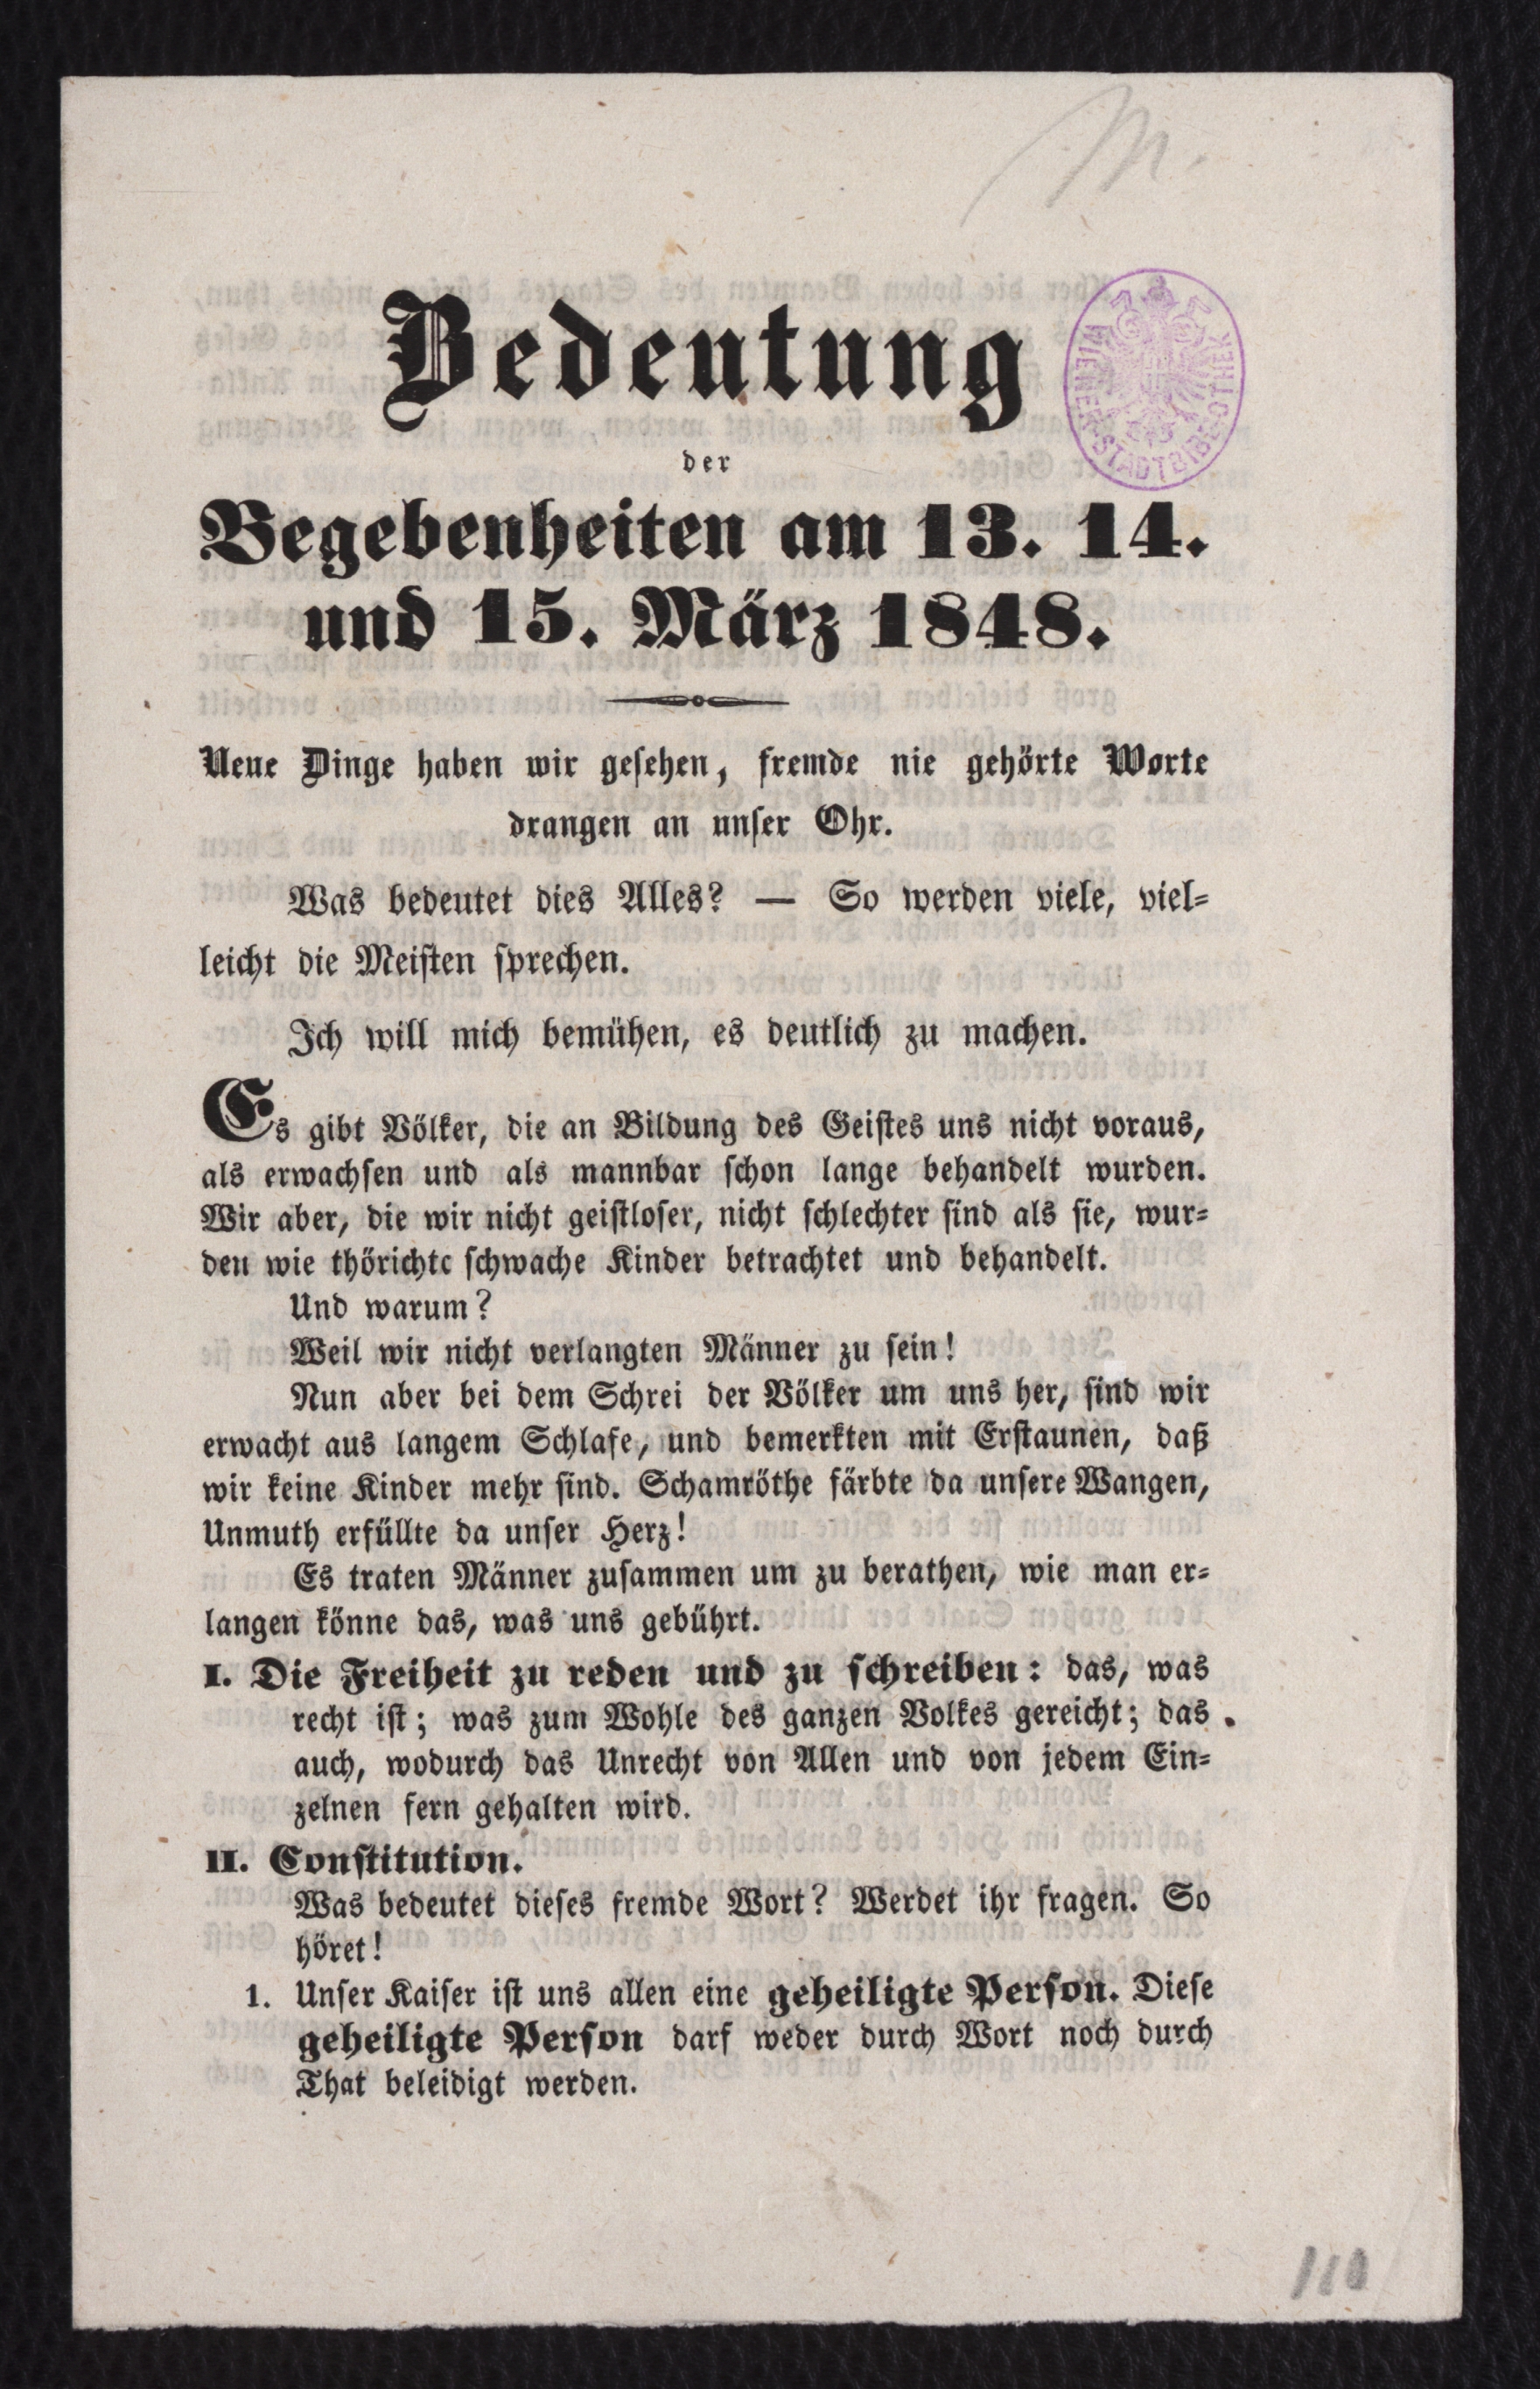 M.
Bedeutung
der
Begebenheiten am 13. 14.
und 15. März 1848.
WIENER STADTBIBLIOTHEK
Neue Dinge haben wir gesehen, fremde nie gehörte Worte
drangen an unser Ohr.
Was bedeutet dies Alles? — So werden viele, viel-
leicht die Meisten sprechen.
Ich will mich bemühen, es deutlich zu machen.
Es gibt Völker, die an Bildung des Geistes uns nicht voraus,
als erwachsen und als mannbar schon lange behandelt wurden.
Wir aber, die wir nicht geistloser, nicht schlechter sind als sie, wur-
den wie thörichte schwache Kinder betrachtet und behandelt.
Und warum?
Weil wir nicht verlangten Männer zu sein!
Nun aber bei dem Schrei der Völker um uns her, sind wir
erwacht aus langem Schlafe, und bemerkten mit Erstaunen, daß
wir keine Kinder mehr sind. Schamröthe färbte da unsere Wangen,
Unmuth erfüllte da unser Herz!
Es traten Männer zusammen um zu berathen, wie man er-
langen könne das, was uns gebührt.
I. Die Freiheit zu reden und zu schreiben: das, was
recht ist; was zum Wohle des ganzen Volkes gereicht; das
auch, wodurch das Unrecht von Allen und von jedem Ein-
zelnen fern gehalten wird.
II. Constitution.
Was bedeutet dieses fremde Wort? Werdet ihr fragen. So
höret!
1. Unser Kaiser ist uns allen eine geheiligte Person. Diese
geheiligte Person darf weder durch Wort noch durch
That beleidigt werden.
110